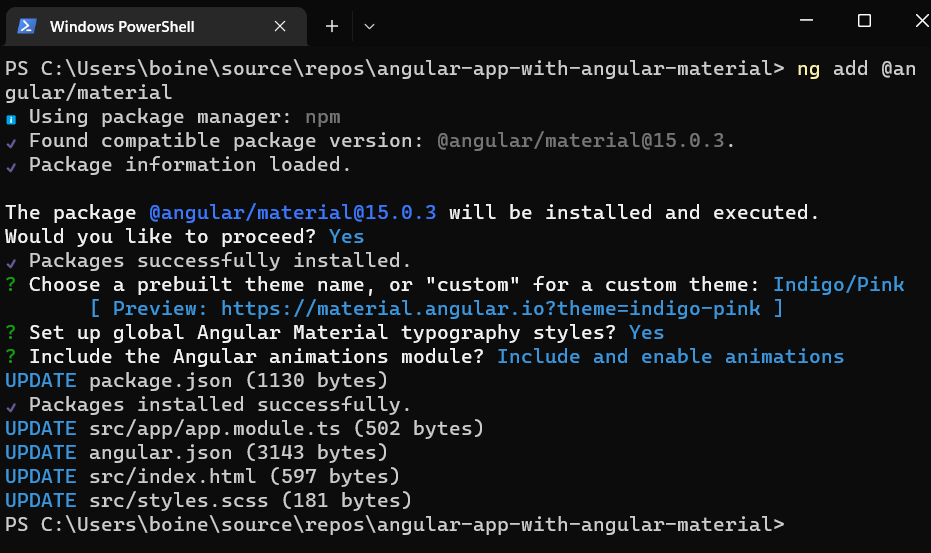 Windows PowerShell
PS C:\Users\boine\source\repos\angular-app-with-angular-material> ng add @an
gular/material
i Using package manager: npm
✓ Found compatible package version: @angular/material@15.0.3.
✓ Package information loaded.
The package @angular/material@15.0.3 will be installed and executed.
Would you like to proceed? Yes
✓ Packages successfully installed.
? Choose a prebuilt theme name, or "custom" for a custom theme: Indigo/Pink
[ Preview: https://material.angular.io?theme=indigo-pink ]
? Set up global Angular Material typography styles? Yes
? Include the Angular animations module? Include and enable animations
UPDATE package.json (1130 bytes)
✓ Packages installed successfully.
UPDATE src/app/app.module.ts (502 bytes)
UPDATE angular.json (3143 bytes)
UPDATE src/index.html (597 bytes)
UPDATE src/styles.scss (181 bytes)
PS C:\Users\boine\source\repos\angular-app-with-angular-material>